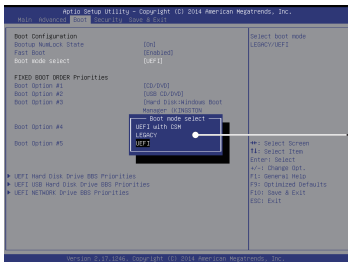 Aptio Setup Utility - Copyright (C) 2014 American Megatrends, Inc.
Main Advanced Boot Security Save & Exit
Boot Configuration
Bootup NumLock State [On]
Fast Boot [Enabled]
Boot mode select [UEFI]
FIXED BOOT ORDER Priorities
Boot Option #1 [CD/DVD]
Boot Option #2 [USB CD/DVD]
Boot Option #3 [Hard Disk:Windows Boot
Manager (KINGSTON
Boot Option #4
Boot Option #5
Boot mode select
UEFI with CSM
LEGACY
UEFI
UEFI Hard Disk Drive BBS Priorities
UEFI USB Hard Disk Drive BBS Priorities
UEFI NETWORK Drive BBS Priorities
Select boot mode
LEGACY/UEFI
→←: Select Screen
↑↓: Select Item
Enter: Select
+/-: Change Opt.
F1: General Help
F9: Optimized Defaults
F10: Save & Exit
ESC: Exit
Version 2.17.1246. Copyright (C) 2014 American Megatrends, Inc.